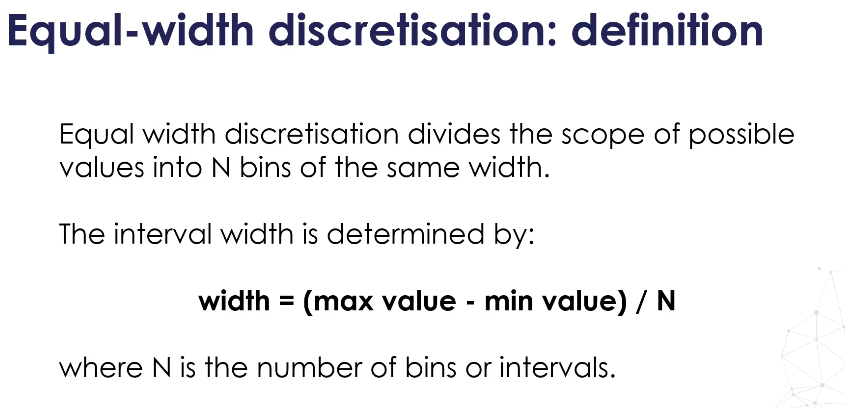 Equal-width discretisation: definition
Equal width discretisation divides the scope of possible
values into N bins of the same width.
The interval width is determined by:
width = (max value - min value) / N
where N is the number of bins or intervals.